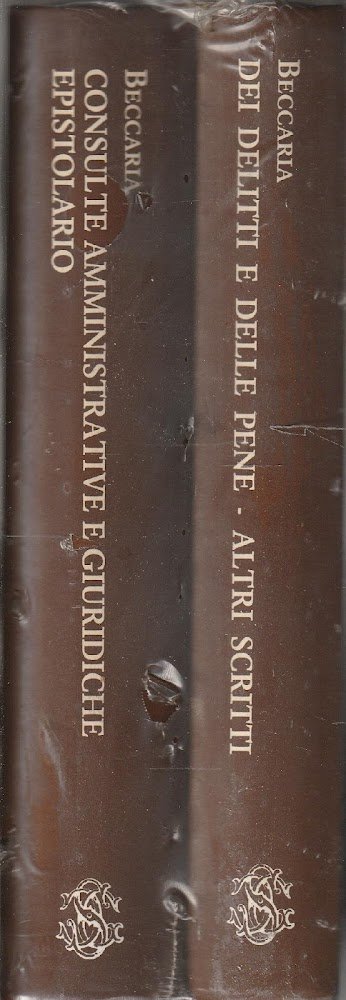 BECCARIA
DEI DELITTI E DELLE PENE - ALTRI SCRITTI
BECCARIA
CONSULTE AMMINISTRATIVE E GIURIDICHE
EPISTOLARIO